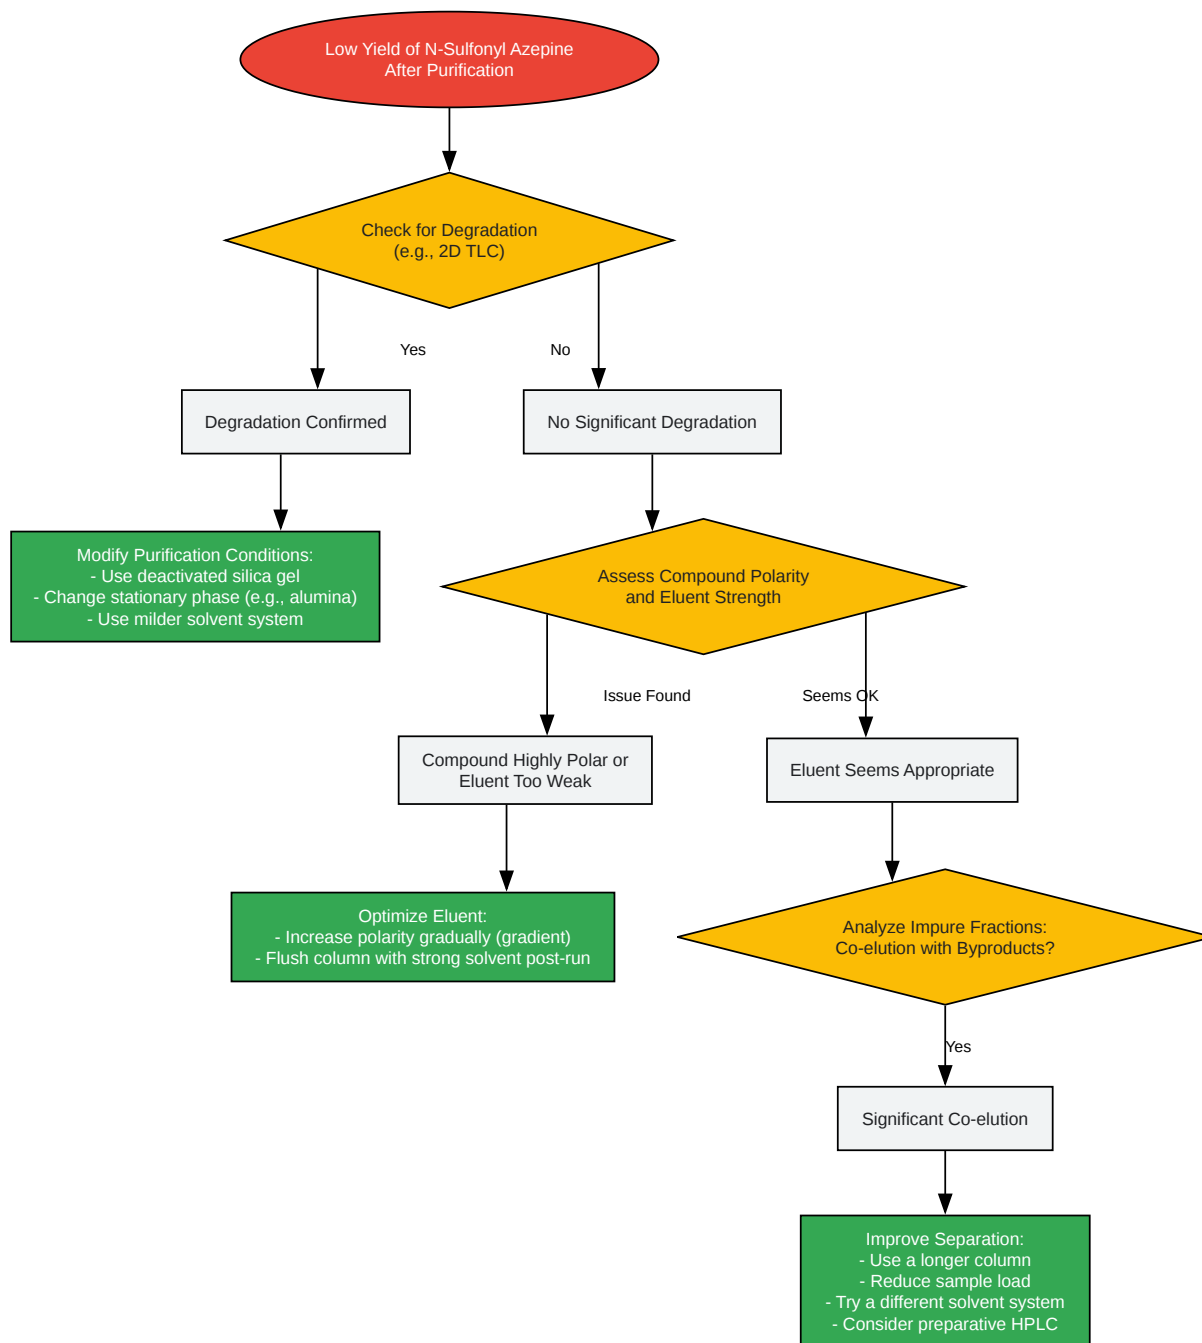 Low Yield of N-Sulfonyl Azepine
After Purification
Check for Degradation
(e.g., 2D TLC)
Yes
No
Degradation Confirmed
No Significant Degradation
Modify Purification Conditions:
- Use deactivated silica gel
- Change stationary phase (e.g., alumina)
- Use milder solvent system
Assess Compound Polarity
and Eluent Strength
Issue Found
Seems OK
Compound Highly Polar or
Eluent Too Weak
Eluent Seems Appropriate
Optimize Eluent:
- Increase polarity gradually (gradient)
- Flush column with strong solvent post-run
Analyze Impure Fractions:
Co-elution with Byproducts?
Yes
Significant Co-elution
Improve Separation:
- Use a longer column
- Reduce sample load
- Try a different solvent system
- Consider preparative HPLC